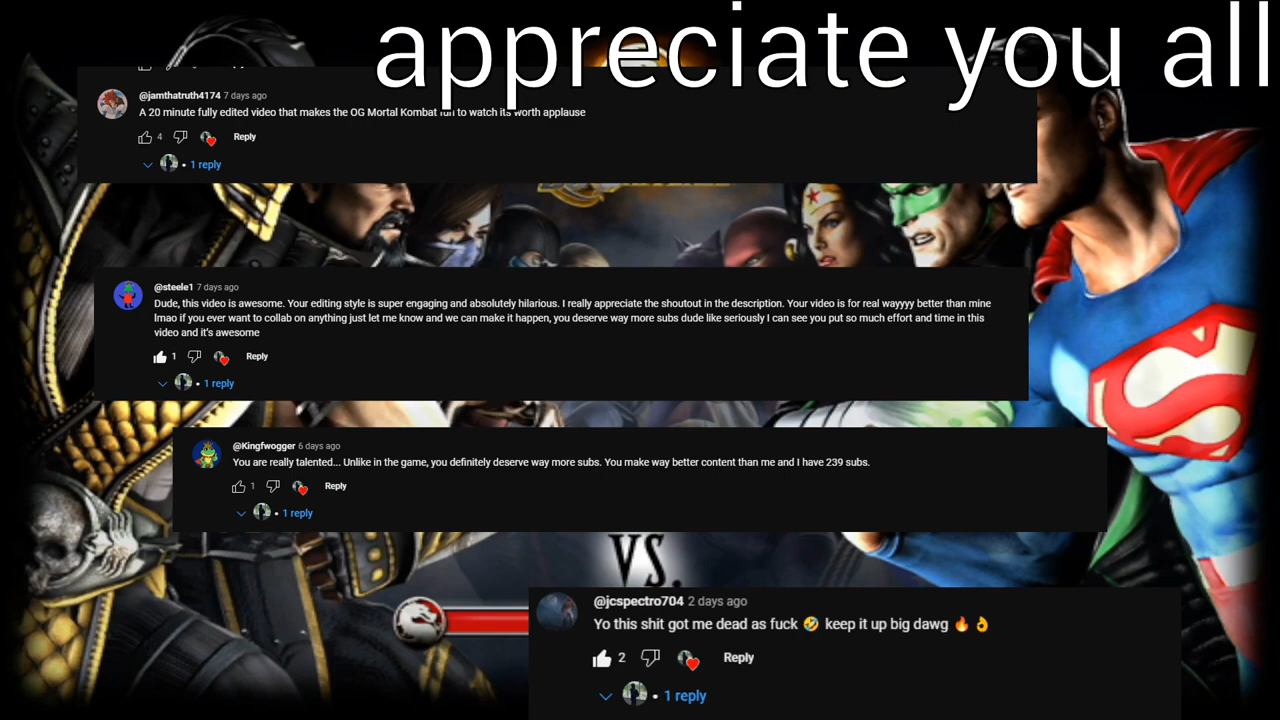 appreciate you all
@jamthatruth4174 7 days ago
A 20 minute fully edited video that makes the OG Mortal Kombat fun to watch its worth applause
4 Reply
1 reply
@steele1 7 days ago
Dude, this video is awesome. Your editing style is super engaging and absolutely hilarious. I really appreciate the shoutout in the description. Your video is for real wayyyy better than mine
lmao if you ever want to collab on anything just let me know and we can make it happen, you deserve way more subs dude like seriously I can see you put so much effort and time in this
video and it's awesome
1 Reply
1 reply
@Kingfwogger 6 days ago
You are really talented... Unlike in the game, you definitely deserve way more subs. You make way better content than me and I have 239 subs.
1 Reply
1 reply
VS.
@jcspectro704 2 days ago
Yo this shit got me dead as fuck 🤣 keep it up big dawg 🔥 👌
2 Reply
1 reply